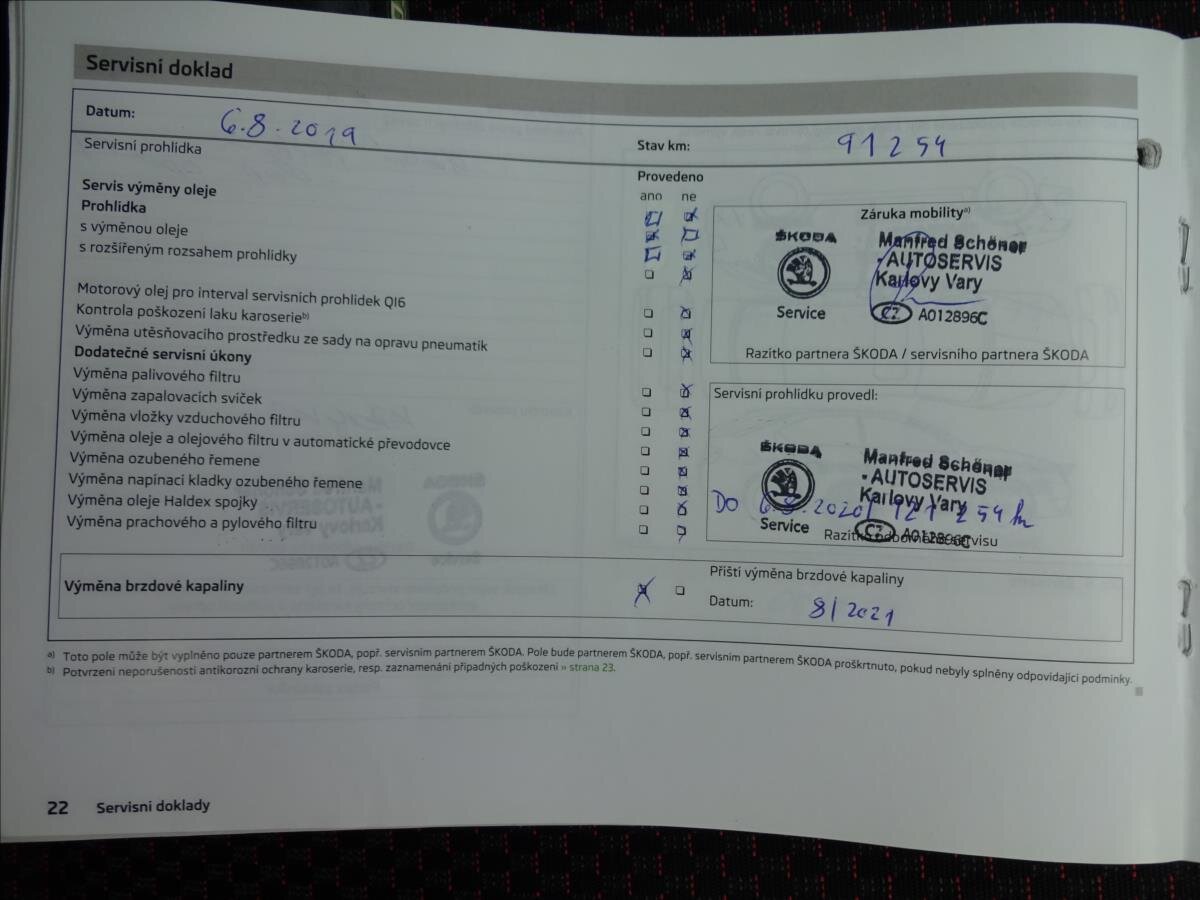 Servisní doklad
Datum: 6.8.2019
Stav km: 91254
Servisní prohlídka
Provedeno
ano ne
Servis výměny oleje
Prohlídka
s výměnou oleje
s rozšířeným rozsahem prohlídky
Motorový olej pro interval servisních prohlídek QI6
Kontrola poškození laku karoserie b)
Výměna utěsňovacího prostředku ze sady na opravu pneumatik
Dodatečné servisní úkony
Výměna palivového filtru
Výměna zapalovacích svíček
Výměna vložky vzduchového filtru
Výměna oleje a olejového filtru v automatické převodovce
Výměna ozubeného řemene
Výměna napínací kladky ozubeného řemene
Výměna oleje Haldex spojky
Výměna prachového a pylového filtru
Záruka mobility a)
ŠKODA
Service
Manfred Schöner
- AUTOSERVIS
Karlovy Vary
CZ A012896C
Razítko partnera ŠKODA / servisního partnera ŠKODA
Servisní prohlídku provedl:
ŠKODA
Service
Manfred Schöner
- AUTOSERVIS
Karlovy Vary
DO 6.8.2020 / 121 254 km
CZ A012896C
Razítko odborného servisu
Výměna brzdové kapaliny
Příští výměna brzdové kapaliny
Datum: 8/2021
a) Toto pole může být vyplněno pouze partnerem ŠKODA, popř. servisním partnerem ŠKODA. Pole bude partnerem ŠKODA, popř. servisním partnerem ŠKODA proškrtnuto, pokud nebyly splněny odpovídající podmínky.
b) Potvrzení neporušenosti antikorozní ochrany karoserie, resp. zaznamenání případných poškození » strana 23.
22 Servisní doklady